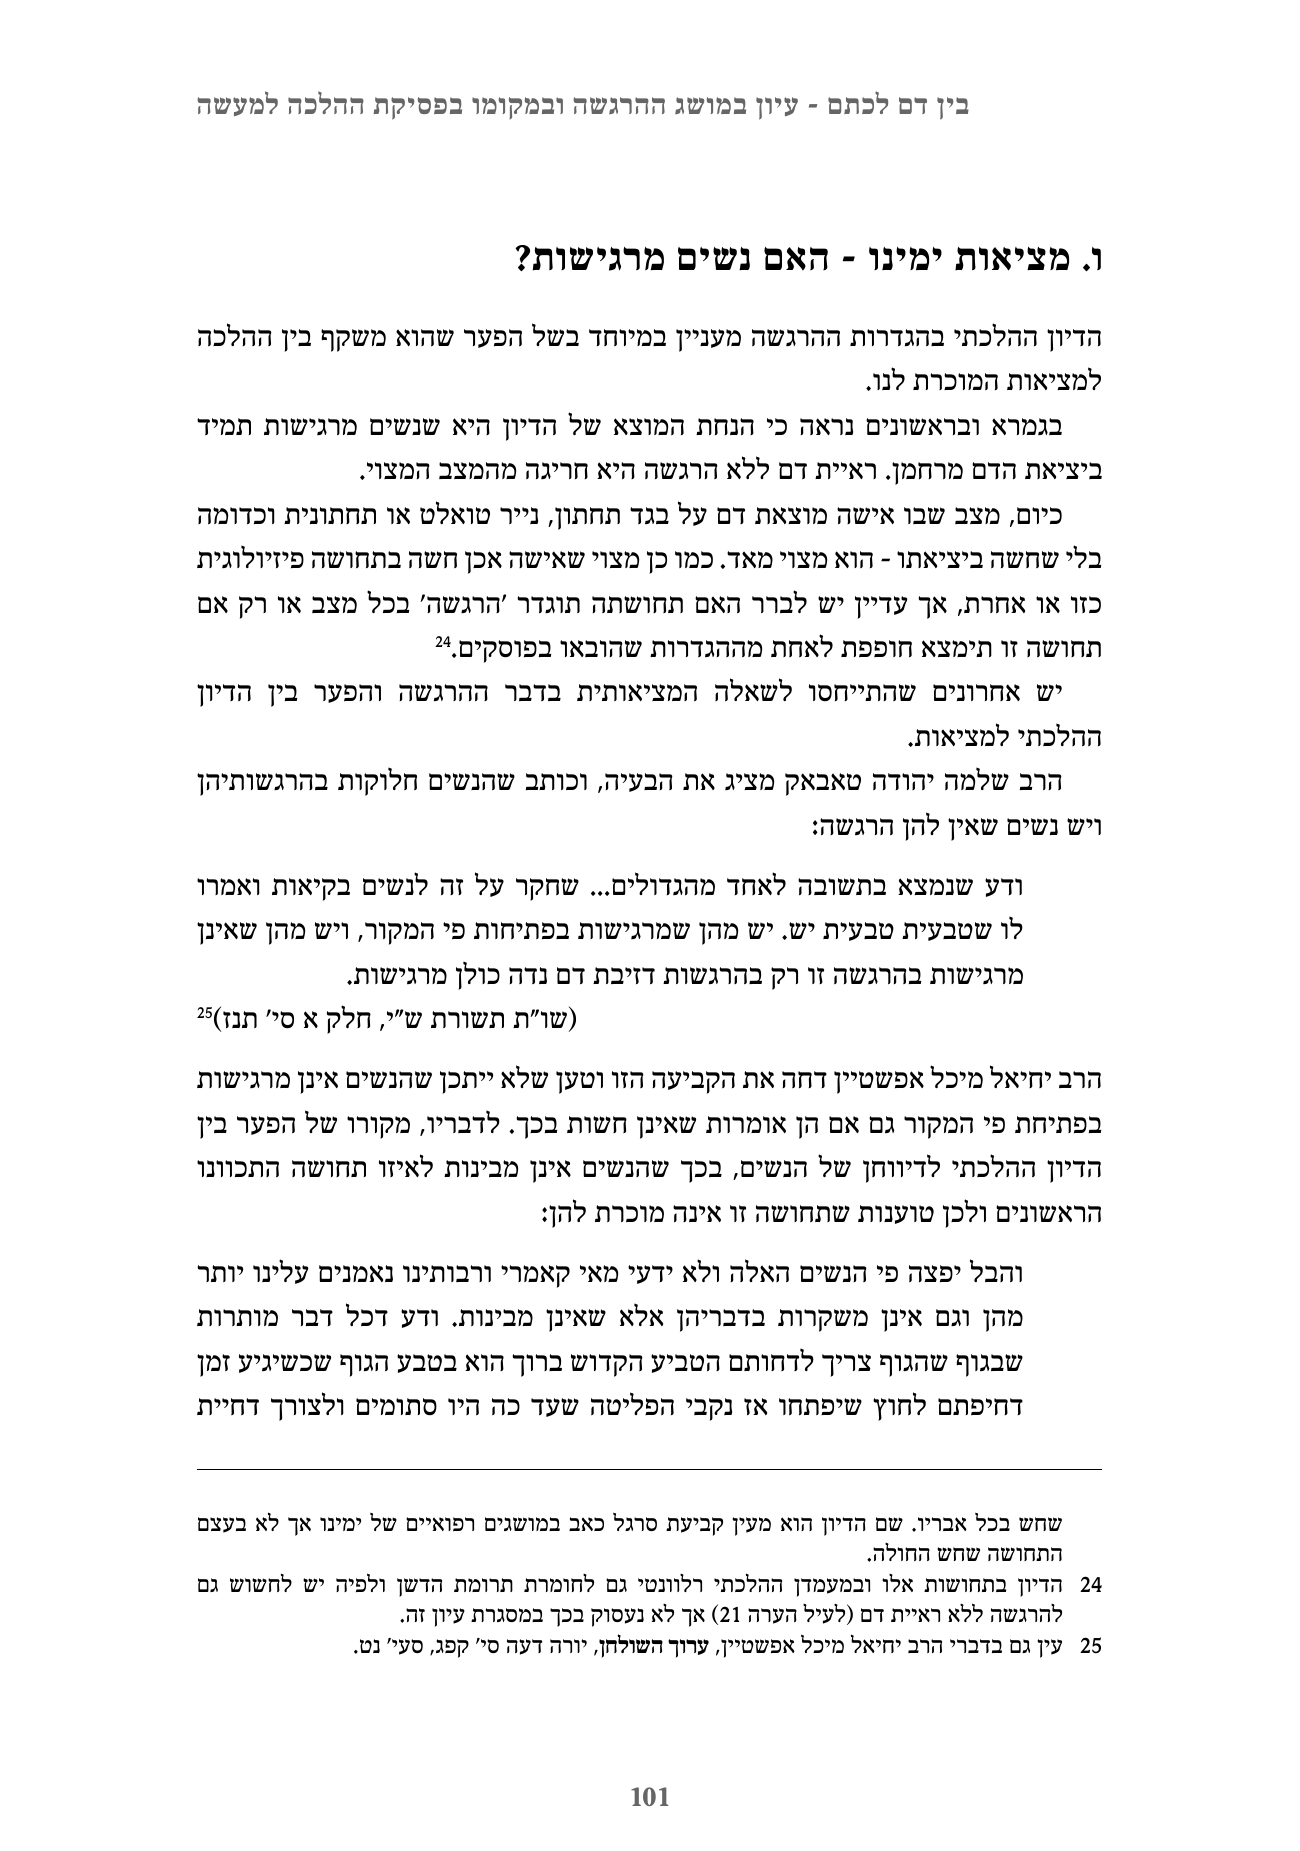 בין דם לכתם - עיון במושג ההרגשה ובמקומו בפסיקת ההלכה למעשה
ו. מציאות ימינו - האם נשים מרגישות?
הדיון ההלכתי בהגדרות ההרגשה מעניין במיוחד בשל הפער שהוא משקף בין ההלכה
למציאות המוכרת לנו.
בגמרא ובראשונים נראה כי הנחת המוצא של הדיון היא שנשים מרגישות תמיד
ביציאת הדם מרחמן. ראיית דם ללא הרגשה היא חריגה מהמצב המצוי.
כיום, מצב שבו אישה מוצאת דם על בגד תחתון, נייר טואלט או תחתונית וכדומה
בלי שחשה ביציאתו - הוא מצוי מאד. כמו כן מצוי שאישה אכן חשה בתחושה פיזיולוגית
כזו או אחרת, אך עדיין יש לברר האם תחושתה תוגדר 'הרגשה' בכל מצב או רק אם
תחושה זו תימצא חופפת לאחת מההגדרות שהובאו בפוסקים.24
יש אחרונים שהתייחסו לשאלה המציאותית בדבר ההרגשה והפער בין הדיון
ההלכתי למציאות.
הרב שלמה יהודה טאבאק מציג את הבעיה, וכותב שהנשים חלוקות בהרגשותיהן
ויש נשים שאין להן הרגשה:
ודע שנמצא בתשובה לאחד מהגדולים... שחקר על זה לנשים בקיאות ואמרו
לו שטבעית טבעית יש. יש מהן שמרגישות בפתיחות פי המקור, ויש מהן שאינן
מרגישות בהרגשה זו רק בהרגשות דזיבת דם נדה כולן מרגישות.
(שו"ת תשורת ש"י, חלק א סי' תנז)25
הרב יחיאל מיכל אפשטיין דחה את הקביעה הזו וטען שלא ייתכן שהנשים אינן מרגישות
בפתיחת פי המקור גם אם הן אומרות שאינן חשות בכך. לדבריו, מקורו של הפער בין
הדיון ההלכתי לדיווחן של הנשים, בכך שהנשים אינן מבינות לאיזו תחושה התכוונו
הראשונים ולכן טוענות שתחושה זו אינה מוכרת להן:
והבל יפצה פי הנשים האלה ולא ידעי מאי קאמרי ורבותינו נאמנים עלינו יותר
מהן וגם אינן משקרות בדבריהן אלא שאינן מבינות. ודע דכל דבר מותרות
שבגוף שהגוף צריך לדחותם הטביע הקדוש ברוך הוא בטבע הגוף שכשיגיע זמן
דחיפתם לחוץ שיפתחו אז נקבי הפליטה שעד כה היו סתומים ולצורך דחיית
שחש בכל אבריו. שם הדיון הוא מעין קביעת סרגל כאב במושגים רפואיים של ימינו אך לא בעצם
התחושה שחש החולה.
24 הדיון בתחושות אלו ובמעמדן ההלכתי רלוונטי גם לחומרת תרומת הדשן ולפיה יש לחשוש גם
להרגשה ללא ראיית דם (לעיל הערה 21) אך לא נעסוק בכך במסגרת עיון זה.
25 עין גם בדברי הרב יחיאל מיכל אפשטיין, ערוך השולחן, יורה דעה סי' קפג, סעי' נט.
101